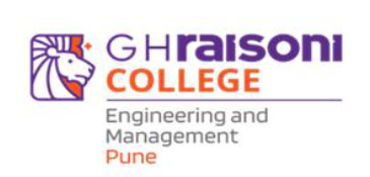 GHRaisoni
COLLEGE
Engineering and
Management
Pune